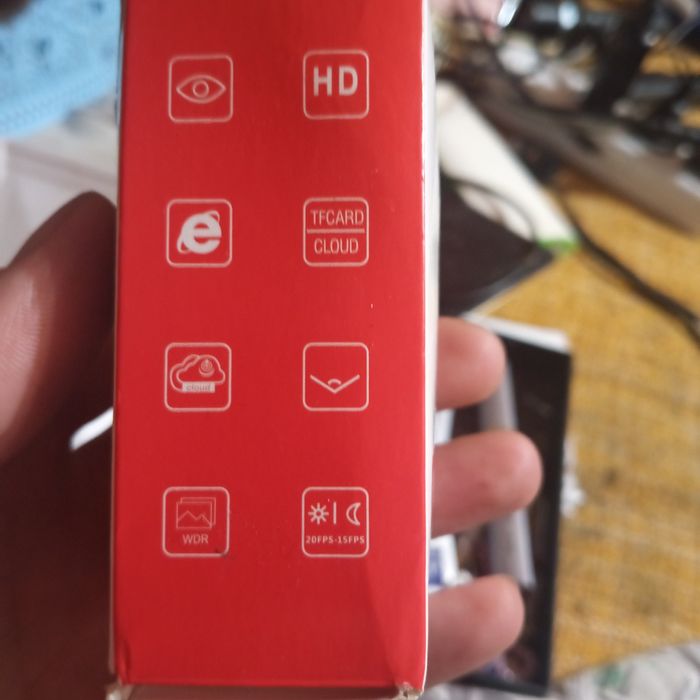 HD
e
TFCARD
CLOUD
cloud
WDR
20FPS-15FPS